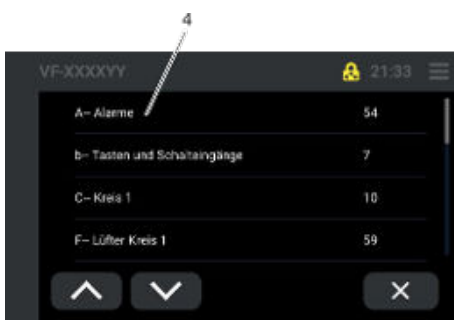 4
VF-XXXXYY 21:33
A– Alarme 54
b– Tasten und Schalteingänge 7
C– Kreis 1 10
F– Lüfter Kreis 1 59